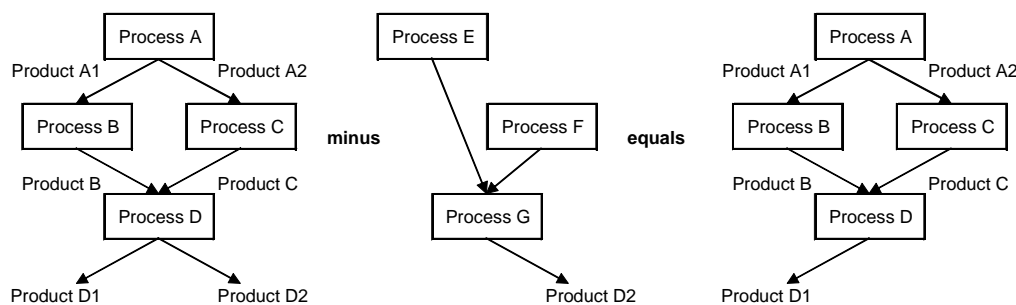 Process A
Product A1
Product A2
Process B
Process C
Product B
Product C
Process D
Product D1
Product D2
minus
Process E
Process F
Process G
Product D2
equals
Process A
Product A1
Product A2
Process B
Process C
Product B
Product C
Process D
Product D1